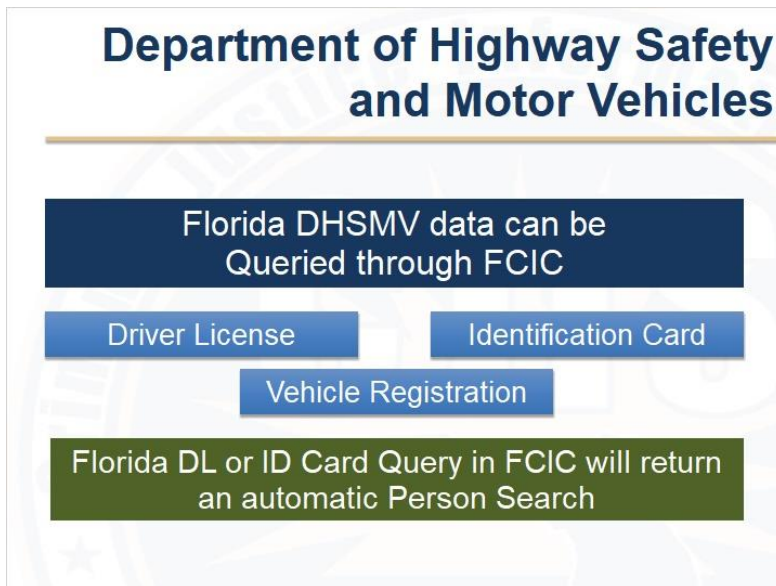 Department of Highway Safety
and Motor Vehicles
Florida DHSMV data can be
Queried through FCIC
Driver License
Identification Card
Vehicle Registration
Florida DL or ID Card Query in FCIC will return
an automatic Person Search